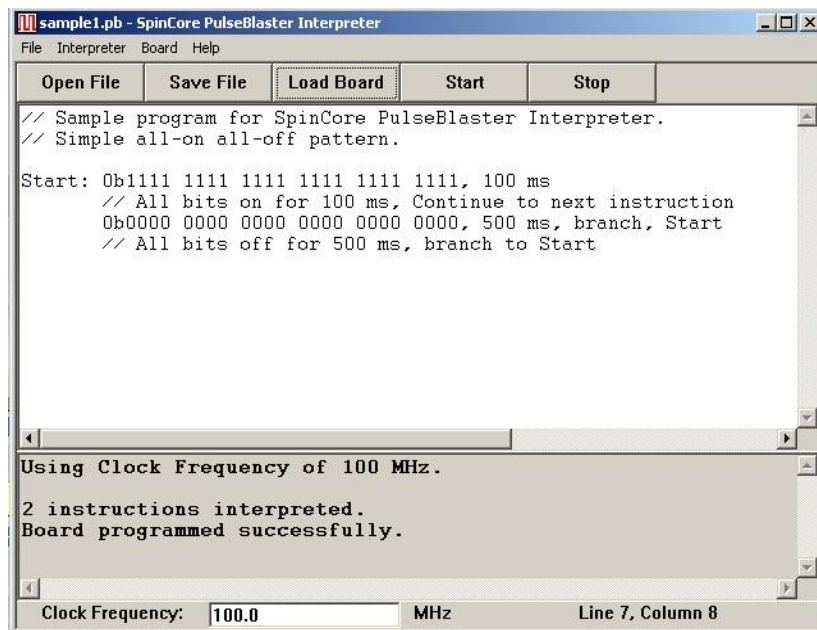 sample1.pb - SpinCore PulseBlaster Interpreter
File Interpreter Board Help
Open File Save File Load Board Start Stop
// Sample program for SpinCore PulseBlaster Interpreter.
// Simple all-on all-off pattern.
Start: 0b1111 1111 1111 1111 1111 1111, 100 ms
// All bits on for 100 ms, Continue to next instruction
0b0000 0000 0000 0000 0000 0000, 500 ms, branch, Start
// All bits off for 500 ms, branch to Start
Using Clock Frequency of 100 MHz.
2 instructions interpreted.
Board programmed successfully.
Clock Frequency: 100.0 MHz Line 7, Column 8